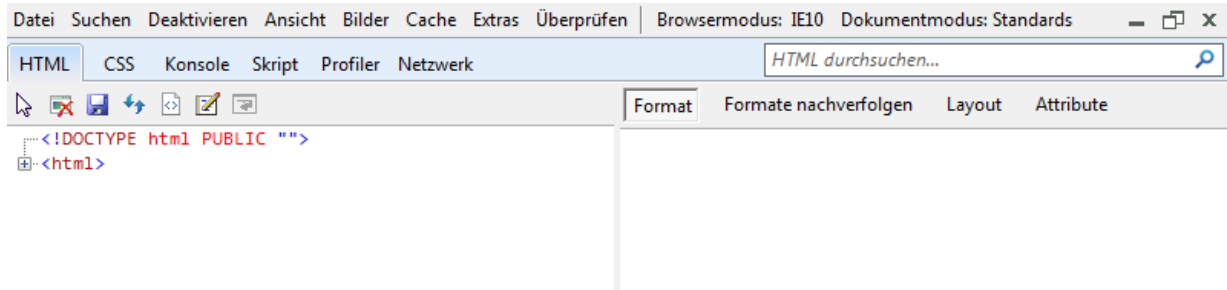 Datei Suchen Deaktivieren Ansicht Bilder Cache Extras Überprüfen Browsermodus: IE10 Dokumentmodus: Standards
HTML CSS Konsole Skript Profiler Netzwerk HTML durchsuchen...
Format Formate nachverfolgen Layout Attribute
<!DOCTYPE html PUBLIC "">
<html>